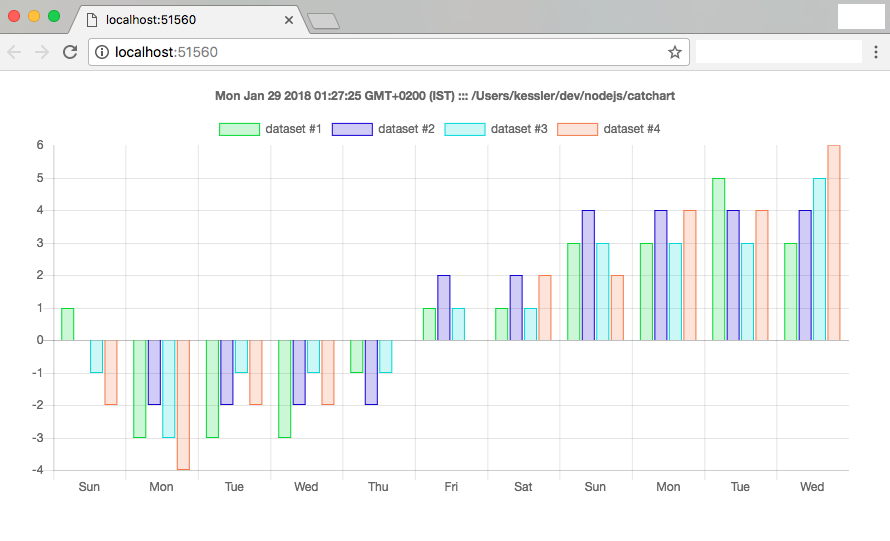 localhost:51560
localhost:51560
Mon Jan 29 2018 01:27:25 GMT+0200 (IST) ::: /Users/kessler/dev/nodejs/catchart
dataset #1 dataset #2 dataset #3 dataset #4
6
5
4
3
2
1
0
-1
-2
-3
-4
Sun Mon Tue Wed Thu Fri Sat Sun Mon Tue Wed